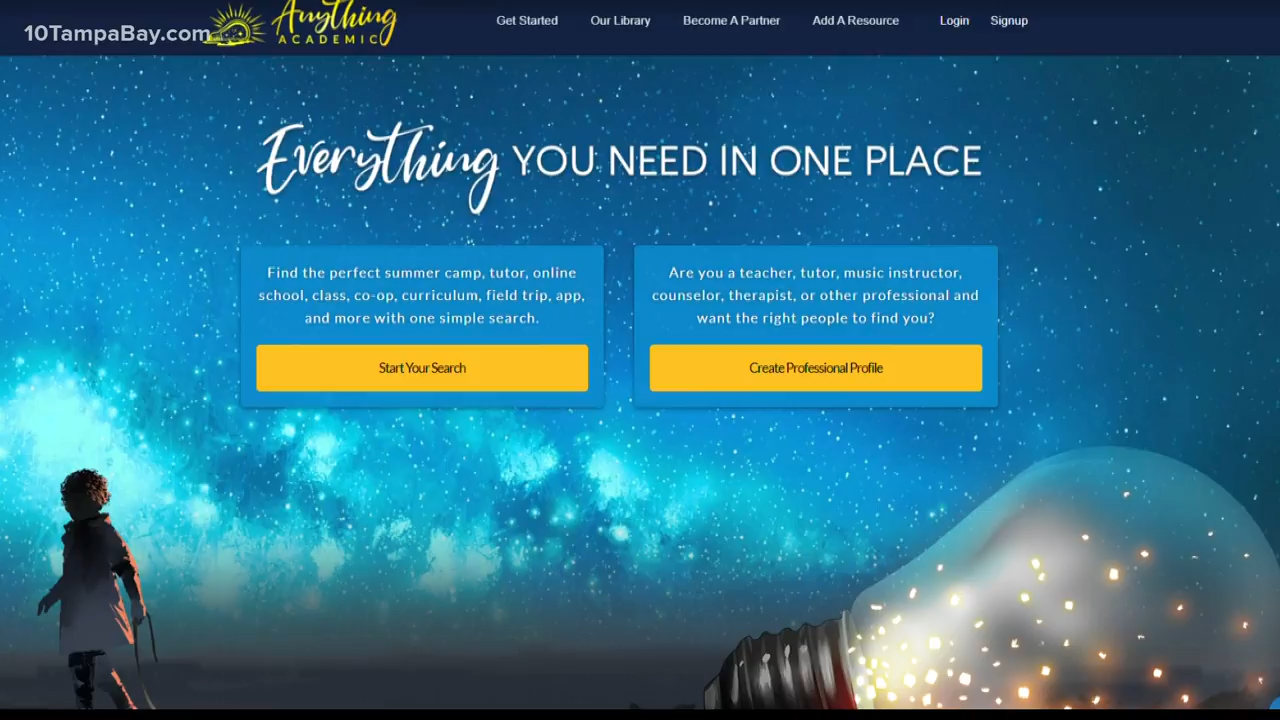 10TampaBay.com
Anything
ACADEMIC
Get Started
Our Library
Become A Partner
Add A Resource
Login
Signup
Everything YOU NEED IN ONE PLACE
Find the perfect summer camp, tutor, online
school, class, co-op, curriculum, field trip, app,
and more with one simple search.
Start Your Search
Are you a teacher, tutor, music instructor,
counselor, therapist, or other professional and
want the right people to find you?
Create Professional Profile